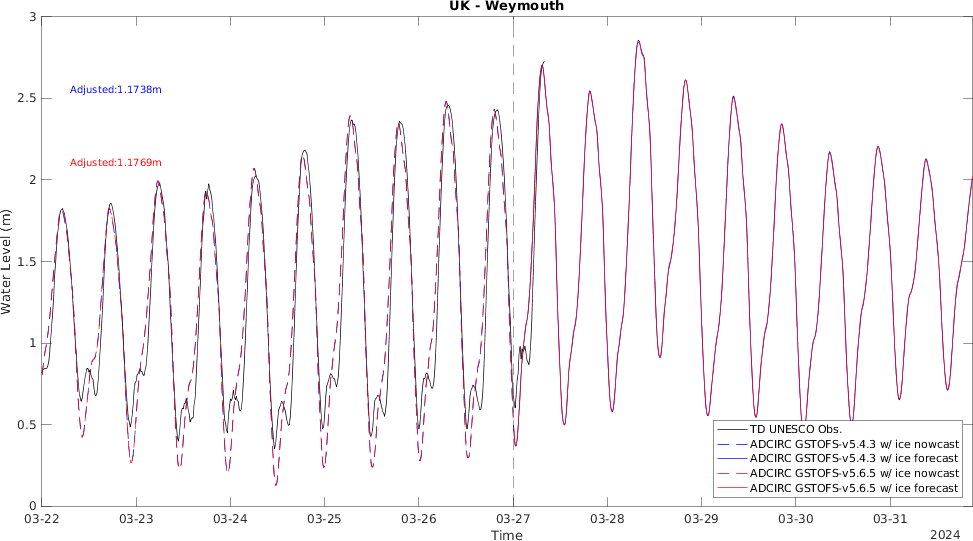 UK - Weymouth
3
2.5
2
1.5
1
0.5
0
Water Level (m)
Adjusted:1.1738m
Adjusted:1.1769m
TD UNESCO Obs.
ADCIRC GSTOFS-v5.4.3 w/ ice nowcast
ADCIRC GSTOFS-v5.4.3 w/ ice forecast
ADCIRC GSTOFS-v5.6.5 w/ ice nowcast
ADCIRC GSTOFS-v5.6.5 w/ ice forecast
03-22 03-23 03-24 03-25 03-26 03-27 03-28 03-29 03-30 03-31
Time
2024